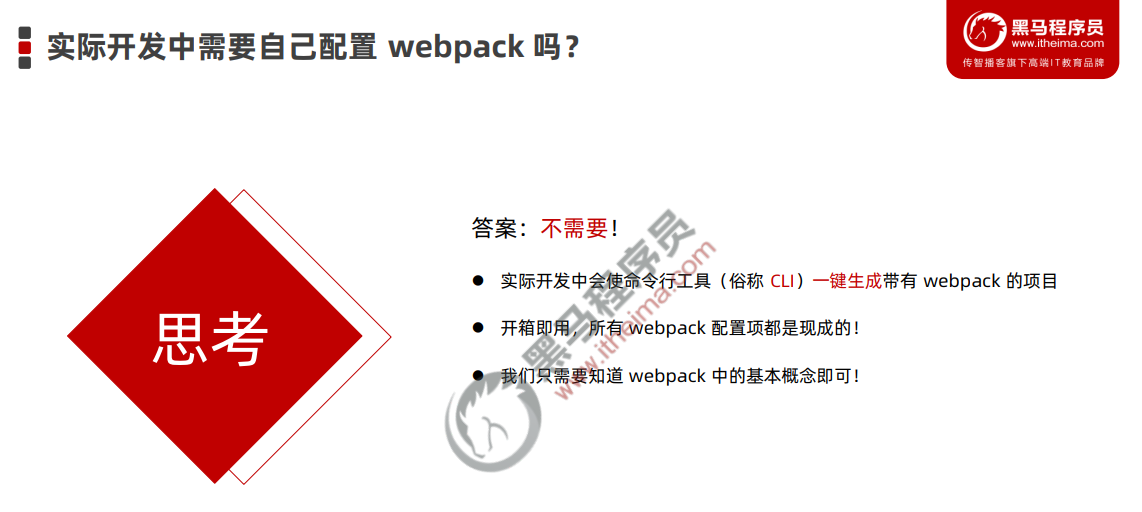 实际开发中需要自己配置 webpack 吗？
黑马程序员
www.itheima.com
传智播客旗下高端IT教育品牌
思考
答案：不需要！
实际开发中会使命令行工具（俗称 CLI）一键生成带有 webpack 的项目
开箱即用，所有 webpack 配置项都是现成的！
我们只需要知道 webpack 中的基本概念即可！
黑马程序员
www.itheima.com